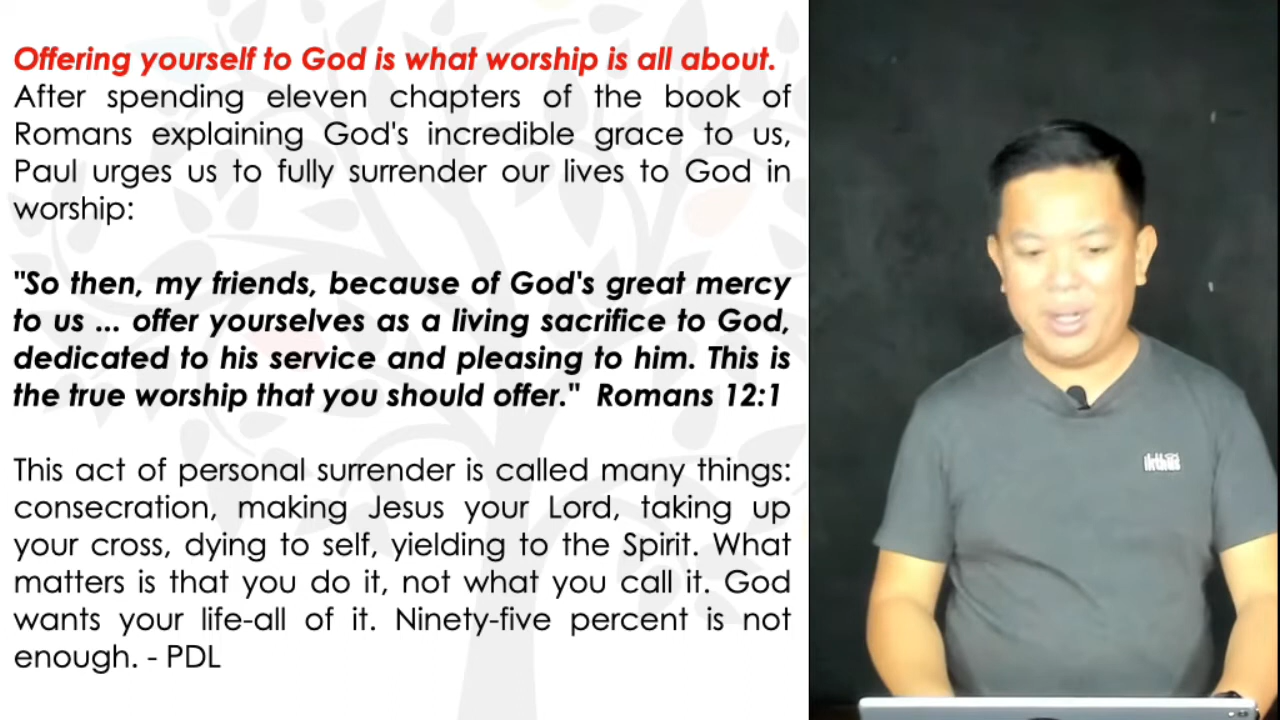 Offering yourself to God is what worship is all about.
After spending eleven chapters of the book of
Romans explaining God's incredible grace to us,
Paul urges us to fully surrender our lives to God in
worship:
"So then, my friends, because of God's great mercy
to us ... offer yourselves as a living sacrifice to God,
dedicated to his service and pleasing to him. This is
the true worship that you should offer." Romans 12:1
This act of personal surrender is called many things:
consecration, making Jesus your Lord, taking up
your cross, dying to self, yielding to the Spirit. What
matters is that you do it, not what you call it. God
wants your life-all of it. Ninety-five percent is not
enough. - PDL